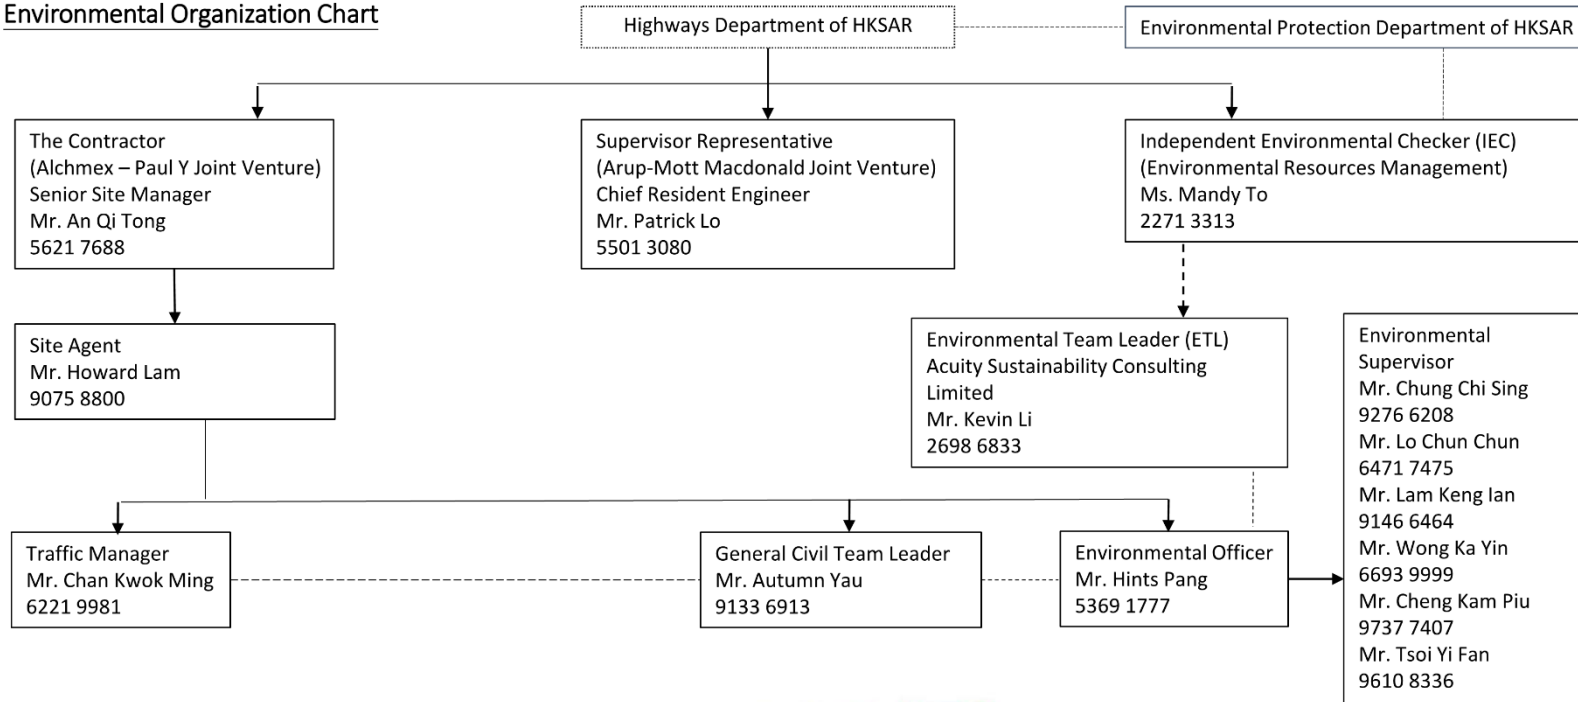 Environmental Organization Chart
Highways Department of HKSAR
Environmental Protection Department of HKSAR
The Contractor
(Alchmex – Paul Y Joint Venture)
Senior Site Manager
Mr. An Qi Tong
5621 7688
Supervisor Representative
(Arup-Mott Macdonald Joint Venture)
Chief Resident Engineer
Mr. Patrick Lo
5501 3080
Independent Environmental Checker (IEC)
(Environmental Resources Management)
Ms. Mandy To
2271 3313
Site Agent
Mr. Howard Lam
9075 8800
Environmental Team Leader (ETL)
Acuity Sustainability Consulting
Limited
Mr. Kevin Li
2698 6833
Environmental
Supervisor
Mr. Chung Chi Sing
9276 6208
Mr. Lo Chun Chun
6471 7475
Mr. Lam Keng Ian
9146 6464
Mr. Wong Ka Yin
6693 9999
Mr. Cheng Kam Piu
9737 7407
Mr. Tsoi Yi Fan
9610 8336
Traffic Manager
Mr. Chan Kwok Ming
6221 9981
General Civil Team Leader
Mr. Autumn Yau
9133 6913
Environmental Officer
Mr. Hints Pang
5369 1777